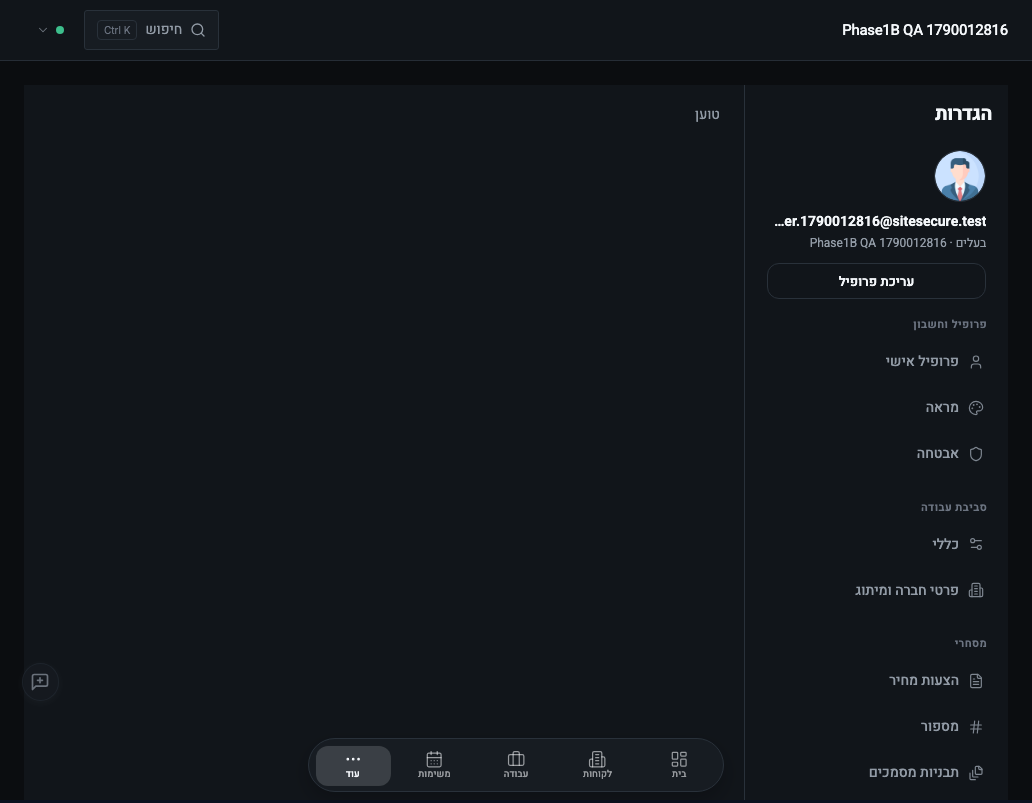 Phase1B QA 1790012816
חיפוש Ctrl K
הגדרות
...er.1790012816@sitesecure.test
בעלים · Phase1B QA 1790012816
עריכת פרופיל
פרופיל וחשבון
פרופיל אישי
מראה
אבטחה
סביבת עבודה
כללי
פרטי חברה ומיתוג
מסחרי
הצעות מחיר
מספור
תבניות מסמכים
טוען
בית
לקוחות
עבודה
משימות
עוד